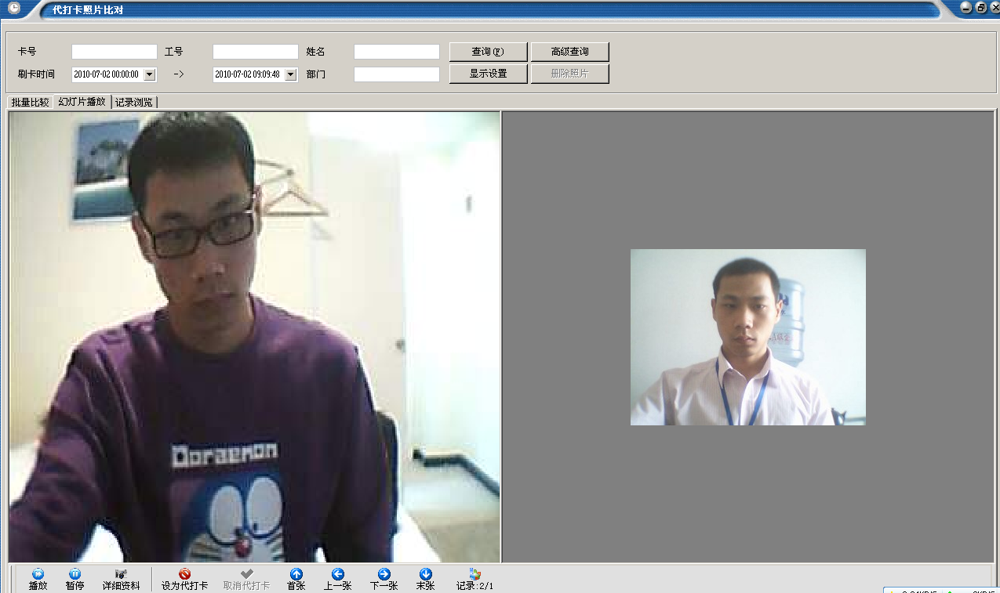 代打卡照片比对
卡号 工号 姓名 查询(F) 高级查询
刷卡时间 2010-07-02 00:00:00 -> 2010-07-02 09:09:48 部门 显示设置 删除照片
批量比较 幻灯片播放 记录浏览
Doraemon
播放 暂停 详细资料 设为代打卡 取消代打卡 首张 上一张 下一张 末张 记录:2/1